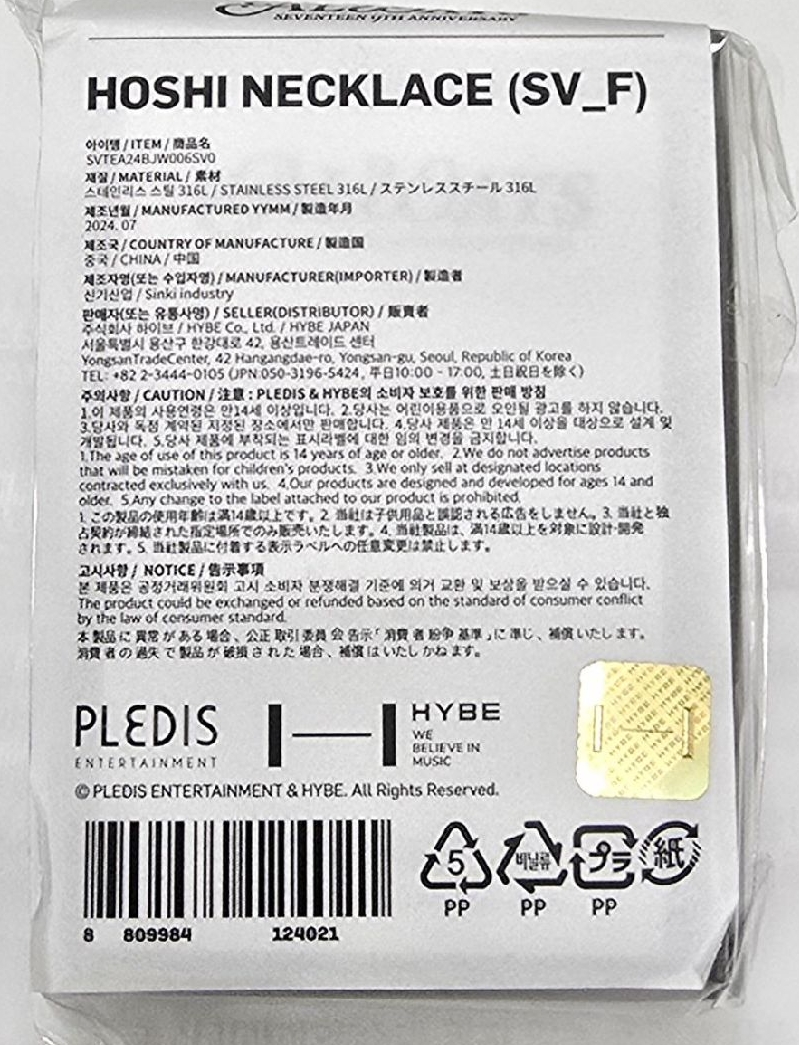 SEVENTEEN 9TH ANNIVERSARY
HOSHI NECKLACE (SV_F)
아이템 / ITEM / 商品名
SVTEA24BJW006SV0
재질 / MATERIAL / 素材
스테인리스 스틸 316L / STAINLESS STEEL 316L / ステンレススチール 316L
제조년월 / MANUFACTURED YYMM / 製造年月
2024. 07
제조국 / COUNTRY OF MANUFACTURE / 製造国
중국 / CHINA / 中国
제조자명(또는 수입자명) / MANUFACTURER(IMPORTER) / 製造者
신기산업 / Sinki industry
판매자(또는 유통사명) / SELLER(DISTRIBUTOR) / 販売者
주식회사 하이브 / HYBE Co., Ltd. / HYBE JAPAN
서울특별시 용산구 한강대로 42, 용산트레이드 센터
YongsanTradeCenter, 42 Hangangdae-ro, Yongsan-gu, Seoul, Republic of Korea
TEL: +82 2-3444-0105 (JPN:050-3196-5424, 平日10:00 - 17:00, 土日祝日を除く)
주의사항 / CAUTION / 注意 : PLEDIS & HYBE의 소비자 보호를 위한 판매 방침
1.이 제품의 사용연령은 만14세 이상입니다. 2.당사는 어린이용품으로 오인될 광고를 하지 않습니다.
3.당사와 독점 계약된 지정된 장소에서만 판매합니다. 4.당사 제품은 만 14세 이상을 대상으로 설계 및
개발됩니다. 5.당사 제품에 부착되는 표시라벨에 대한 임의 변경을 금지합니다.
1.The age of use of this product is 14 years of age or older. 2.We do not advertise products
that will be mistaken for children's products. 3.We only sell at designated locations
contracted exclusively with us. 4.Our products are designed and developed for ages 14 and
older. 5.Any change to the label attached to our product is prohibited.
1. この製品の使用年齢は満14歳以上です。2. 当社は子供用品と誤認される広告をしません。3. 当社と独
占契約が締結された指定場所でのみ販売いたします。4. 当社製品は、満14歳以上を対象に設計·開発
されます。5. 当社製品に付着する表示ラベルへの任意変更は禁止します。
고시사항 / NOTICE / 告示事項
본 제품은 공정거래위원회 고시 소비자 분쟁해결 기준에 의거 교환 및 보상을 받으실 수 있습니다.
The product could be exchanged or refunded based on the standard of consumer conflict
by the law of consumer standard.
本製品に異常がある場合、公正取引委員会告示「消費者紛争基準」に準じ、補償いたします。
消費者の過失で製品が破損された場合、補償はいたしかねます。
PLEDIS
ENTERTAINMENT
HYBE
WE
BELIEVE IN
MUSIC
© PLEDIS ENTERTAINMENT & HYBE. All Rights Reserved.
8 809984 124021
5 비닐류 プラ 紙
PP PP PP